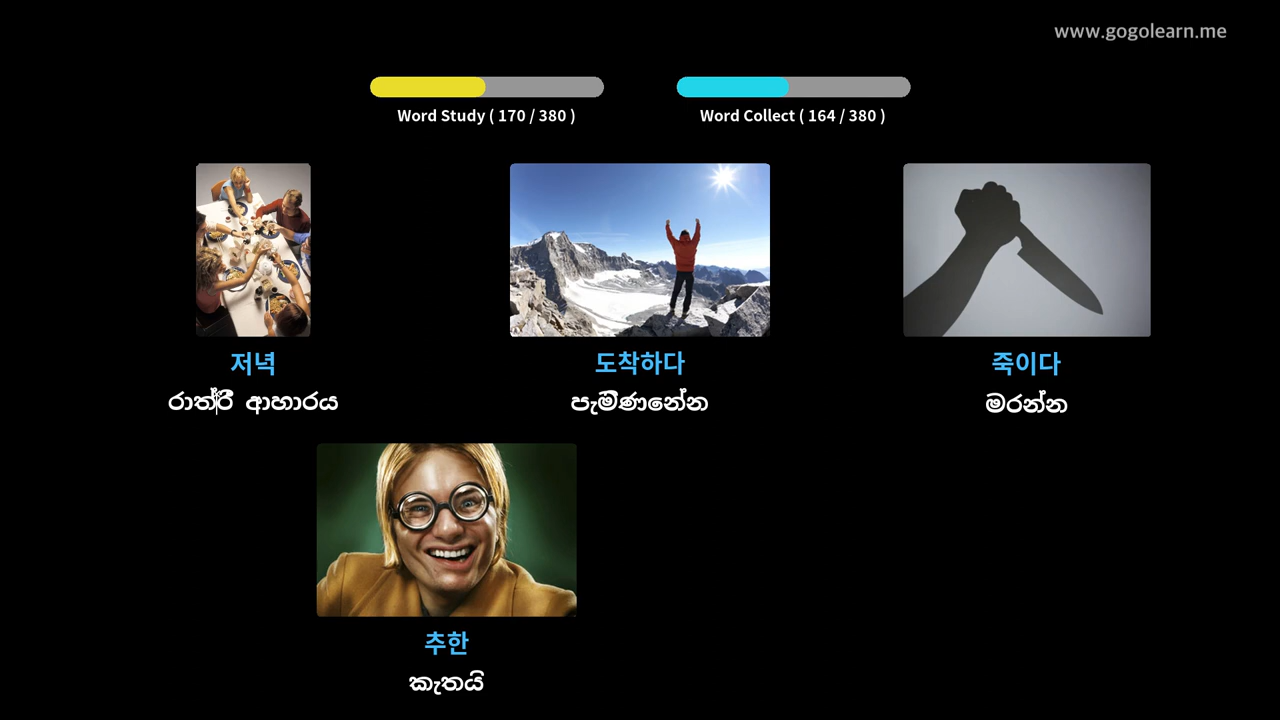 www.gogolearn.me
Word Study ( 170 / 380 )
Word Collect ( 164 / 380 )
저녁
도착하다
죽이다
රාත්‍රී ආහාරය
පැමිණෙන්න
මරන්න
추한
කැතයි